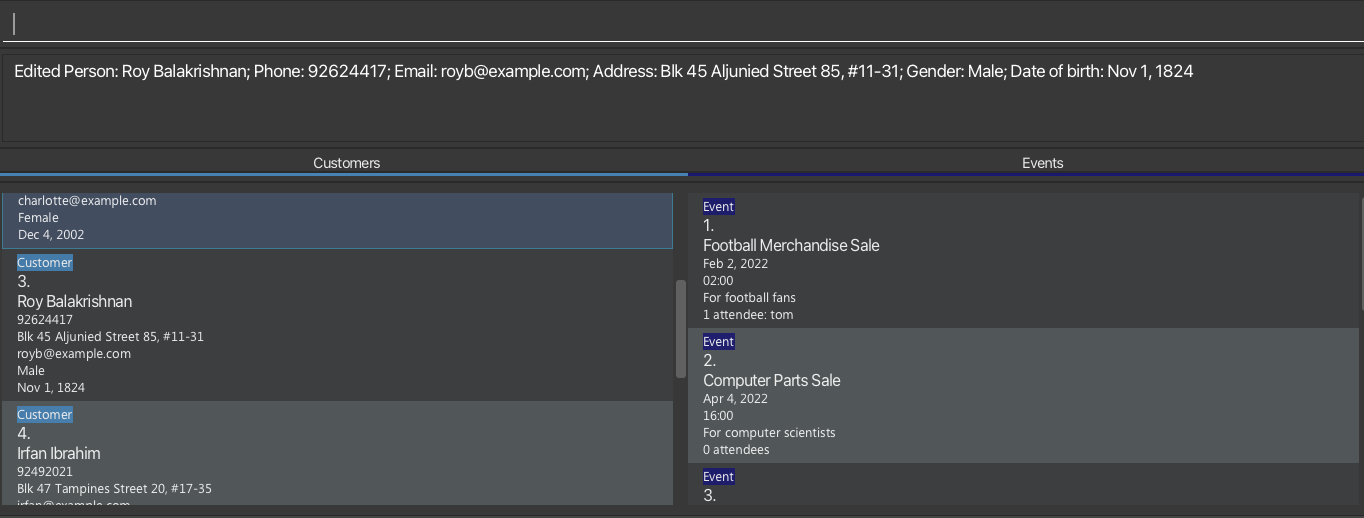 Edited Person: Roy Balakrishnan; Phone: 92624417; Email: royb@example.com; Address: Blk 45 Aljunied Street 85, #11-31; Gender: Male; Date of birth: Nov 1, 1824
Customers
Events
charlotte@example.com
Female
Dec 4, 2002
Customer
3.
Roy Balakrishnan
92624417
Blk 45 Aljunied Street 85, #11-31
royb@example.com
Male
Nov 1, 1824
Customer
4.
Irfan Ibrahim
92492021
Blk 47 Tampines Street 20, #17-35
irfan@example.com
Event
1.
Football Merchandise Sale
Feb 2, 2022
02:00
For football fans
1 attendee: tom
Event
2.
Computer Parts Sale
Apr 4, 2022
16:00
For computer scientists
0 attendees
Event
3.